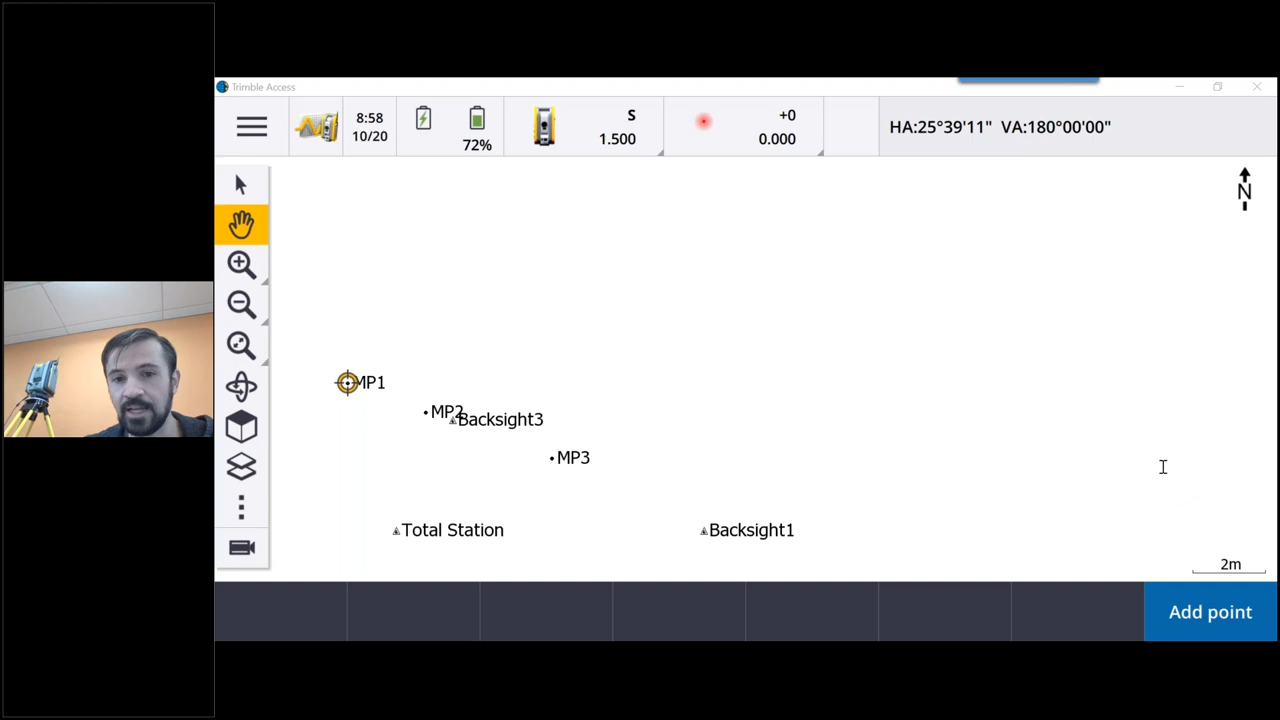 Trimble Access
8:58
10/20
72%
S
1.500
+0
0.000
HA:25°39'11" VA:180°00'00"
N
MP1
MP2
Backsight3
MP3
Total Station
Backsight1
2m
Add point